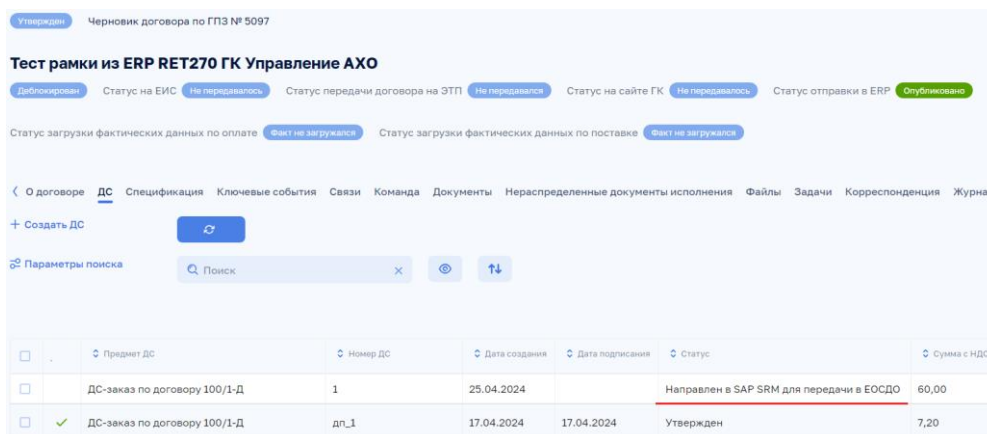 Утвержден Черновик договора по ГПЗ № 5097
Тест рамки из ERP RET270 ГК Управление АХО
Деблокирован Статус на ЕИС Не передавалось Статус передачи договора на ЭТП Не передавался Статус на сайте ГК Не передавалось Статус отправки в ERP Опубликовано
Статус загрузки фактических данных по оплате Факт не загружался Статус загрузки фактических данных по поставке Факт не загружался
О договоре ДС Спецификация Ключевые события Связи Команда Документы Нераспределенные документы исполнения Файлы Задачи Корреспонденция Журна
+ Создать ДС
Параметры поиска Поиск
Предмет ДС Номер ДС Дата создания Дата подписания Статус Сумма с НДС
ДС-заказ по договору 100/1-Д 1 25.04.2024 Направлен в SAP SRM для передачи в ЕОСДО 60,00
ДС-заказ по договору 100/1-Д дп_1 17.04.2024 17.04.2024 Утвержден 7,20